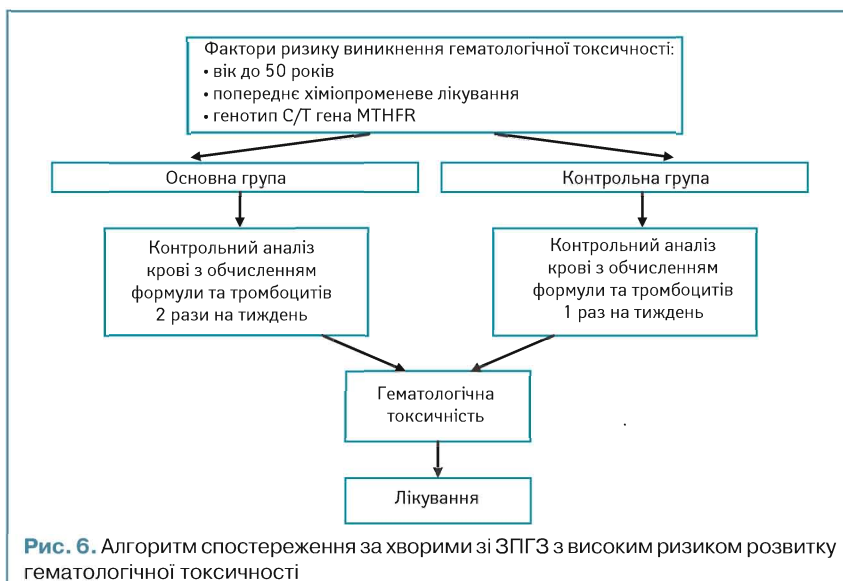 Фактори ризику виникнення гематологічної токсичності:
• вік до 50 років
• попереднє хіміопроменеве лікування
• генотип С/Т гена MTHFR
Основна група
Контрольна група
Контрольний аналіз
крові з обчисленням
формули та тромбоцитів
2 рази на тиждень
Контрольний аналіз
крові з обчисленням
формули та тромбоцитів
1 раз на тиждень
Гематологічна
токсичність
Лікування
Рис. 6. Алгоритм спостереження за хворими зі ЗПГЗ з високим ризиком розвитку
гематологічної токсичності